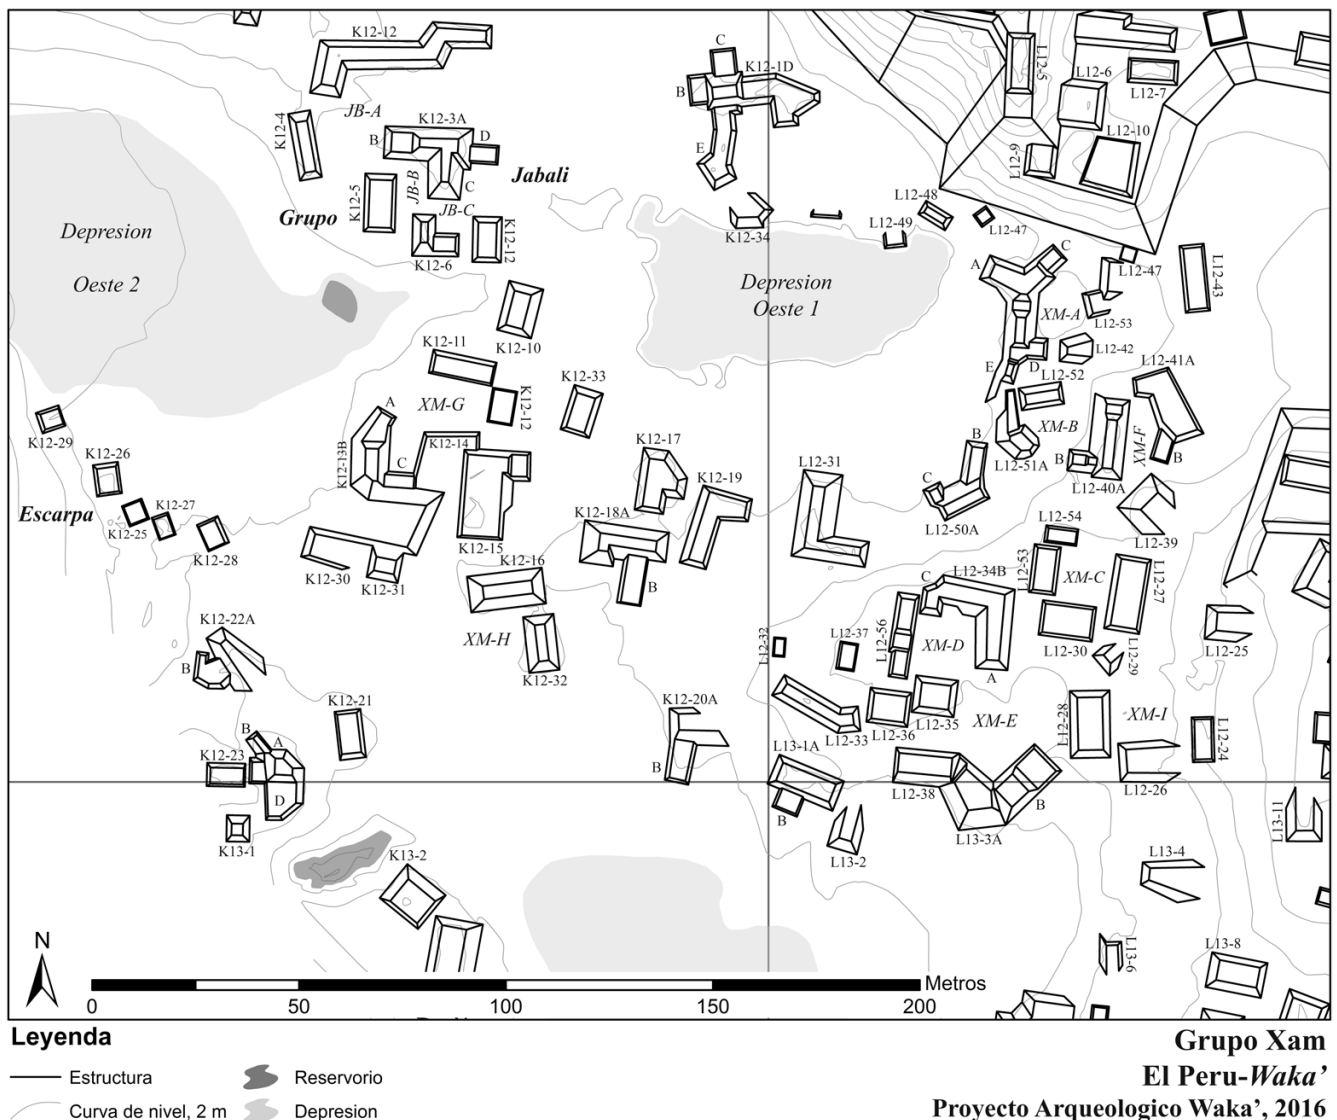 K12-12
C
K12-1D
B
E
L12-5
L12-6
L12-7
L12-10
L12-9
JB-A
K12-4
K12-3A
B
D
C
Jabali
JB-B
K12-5
JB-C
Grupo
K12-12
K12-6
Depresion
Oeste 2
K12-34
L12-48
L12-49
L12-47
L12-47
L12-43
Depresion
Oeste 1
A
C
XM-A
L12-53
L12-42
E
D
L12-52
L12-41A
K12-10
K12-11
K12-33
XM-G
K12-12
K12-29
A
K12-14
K12-13B
C
XM-B
L12-51A
XM-F
B
B
L12-40A
K12-26
K12-17
K12-19
L12-31
B
C
L12-50A
L12-39
Escarpa
K12-25
K12-27
K12-28
K12-15
K12-18A
L12-54
K12-30
K12-31
K12-16
B
L12-53
XM-C
L12-27
L12-34B
C
XM-H
K12-32
K12-22A
B
L12-32
L12-37
L12-56
XM-D
A
L12-30
L12-29
L12-25
K12-21
K12-20A
B
L12-33
L12-36
L12-35
XM-E
L12-28
XM-I
L12-24
L12-26
B
A
K12-23
D
K13-1
L13-1A
B
L13-2
L12-38
B
L13-3A
L13-11
K13-2
L13-4
L13-6
L13-8
N
0
50
100
150
200
Metros
Leyenda
Estructura
Reservorio
Curva de nivel, 2 m
Depresion
Grupo Xam
El Peru-Waka’
Proyecto Arqueologico Waka’, 2016